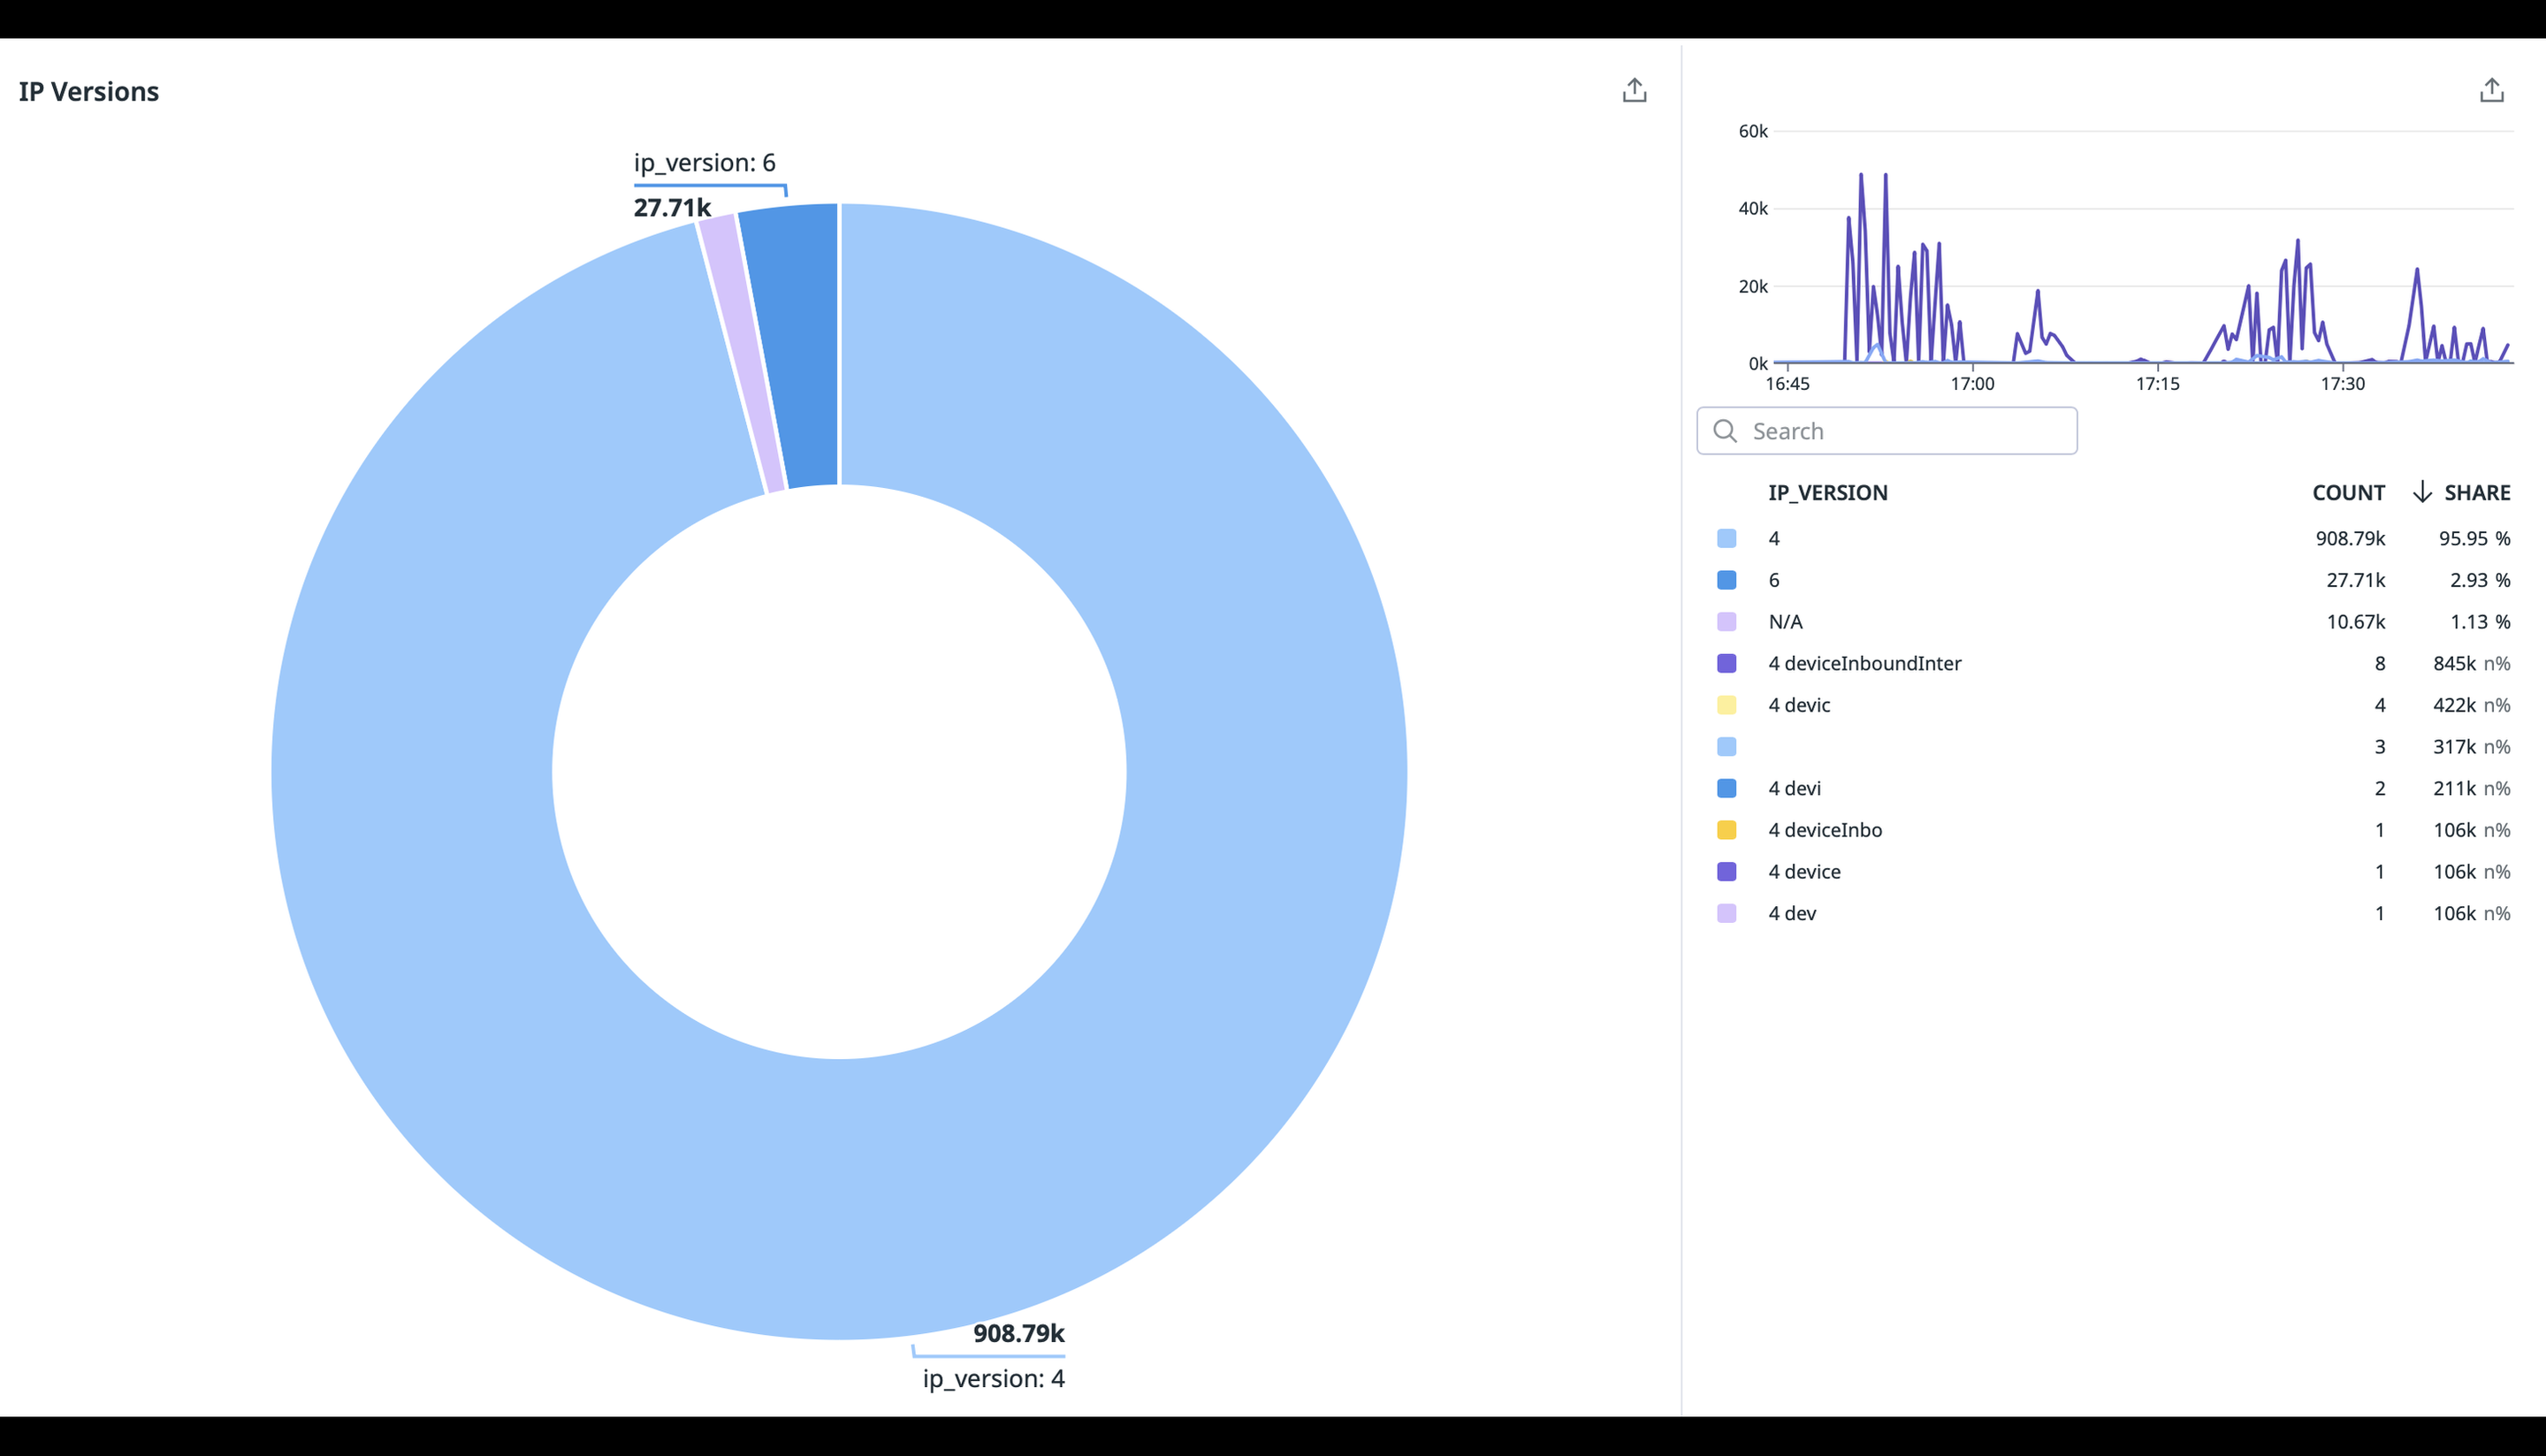 IP Versions
ip_version: 6
27.71k
908.79k
ip_version: 4
60k
40k
20k
0k
16:45 17:00 17:15 17:30
Search
IP_VERSION COUNT SHARE
4 908.79k 95.95 %
6 27.71k 2.93 %
N/A 10.67k 1.13 %
4 deviceInboundInter 8 845k n%
4 devic 4 422k n%
3 317k n%
4 devi 2 211k n%
4 deviceInbo 1 106k n%
4 device 1 106k n%
4 dev 1 106k n%